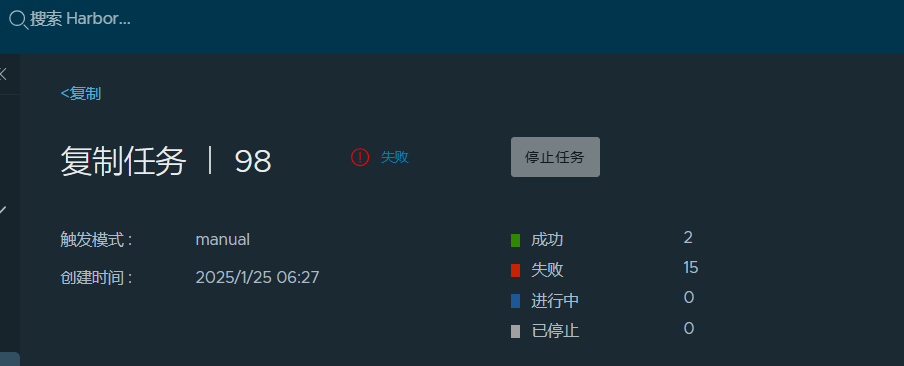 搜索 Harbor...
<复制
复制任务 | 98 失败 停止任务
触发模式 : manual
创建时间 : 2025/1/25 06:27
成功 2
失败 15
进行中 0
已停止 0